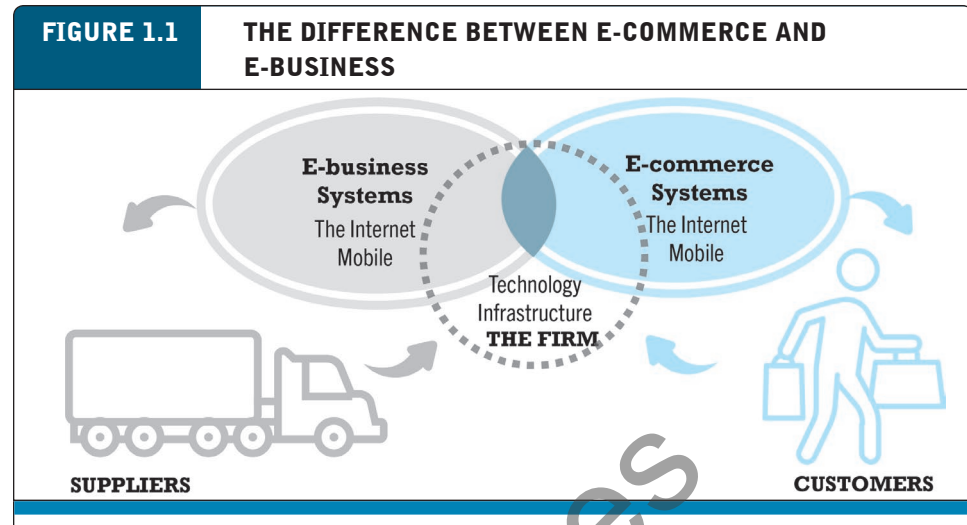 FIGURE 1.1
THE DIFFERENCE BETWEEN E-COMMERCE AND
E-BUSINESS
E-business
Systems
The Internet
Mobile
E-commerce
Systems
The Internet
Mobile
Technology
Infrastructure
THE FIRM
SUPPLIERS
CUSTOMERS
es